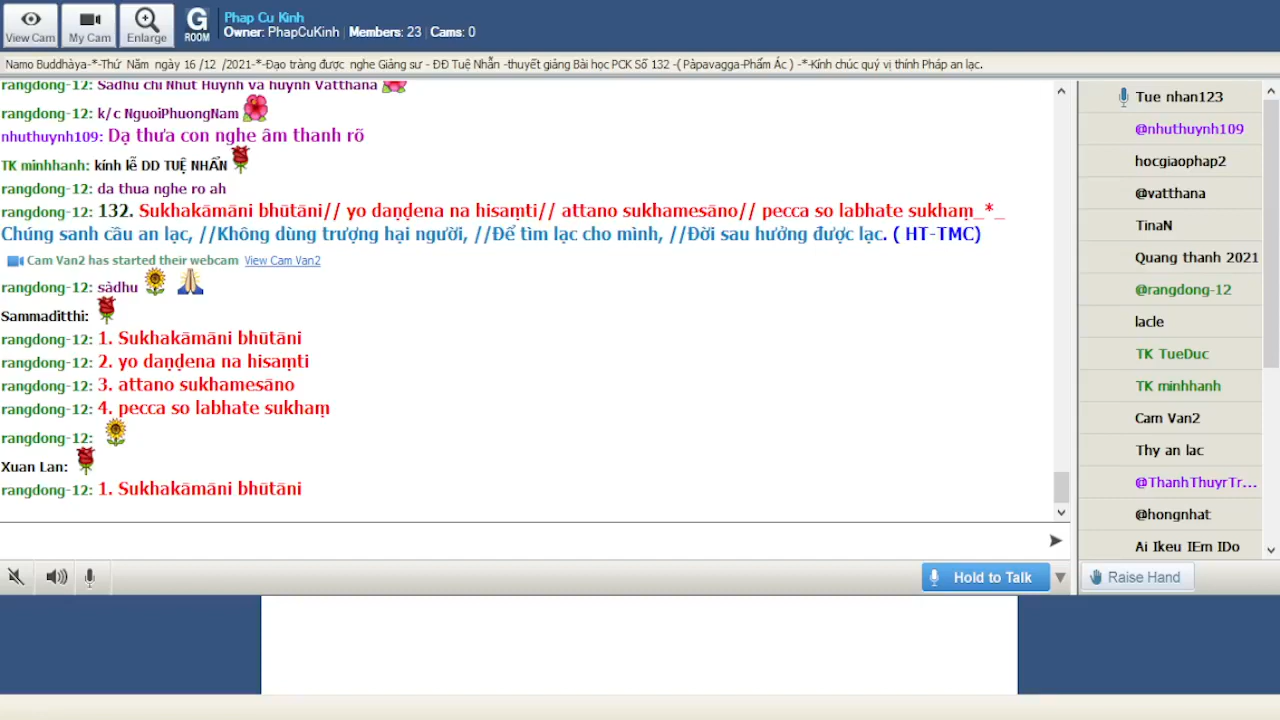 View Cam
My Cam
Enlarge
G
ROOM
Phap Cu Kinh
Owner: PhapCuKinh | Members: 23 | Cams: 0
Namo Buddhàya-*-Thứ Năm ngày 16 /12 /2021-*-Đạo tràng được nghe Giảng sư - ĐĐ Tuệ Nhẫn -thuyết giảng Bài học PCK Số 132 -( Pàpavagga-Phẩm Ác ) -*-Kính chúc quý vị thính Pháp an lạc.
rangdong-12: Sadhu chi Nhut Huynh va huynh Vatthana
rangdong-12: k/c NguoiPhuongNam
nhuthuynh109: Dạ thưa con nghe âm thanh rõ
TK minhhanh: kính lễ DD TUỆ NHẨN
rangdong-12: da thua nghe ro ah
rangdong-12: 132. Sukhakāmāni bhūtāni// yo daṇḍena na hisaṃti// attano sukhamesāno// pecca so labhate sukhaṃ_*_
Chúng sanh cầu an lạc, //Không dùng trượng hại người, //Để tìm lạc cho mình, //Đời sau hưởng được lạc. ( HT-TMC)
Cam Van2 has started their webcam View Cam Van2
rangdong-12: sàdhu
Sammaditthi:
rangdong-12: 1. Sukhakāmāni bhūtāni
rangdong-12: 2. yo daṇḍena na hisaṃti
rangdong-12: 3. attano sukhamesāno
rangdong-12: 4. pecca so labhate sukhaṃ
rangdong-12:
Xuan Lan:
rangdong-12: 1. Sukhakāmāni bhūtāni
Hold to Talk
Tue nhan123
@nhuthuynh109
hocgiaophap2
@vatthana
TinaN
Quang thanh 2021
@rangdong-12
lacle
TK TueDuc
TK minhhanh
Cam Van2
Thy an lac
@ThanhThuyrTr...
@hongnhat
Ai Ikeu IEm IDo
Raise Hand